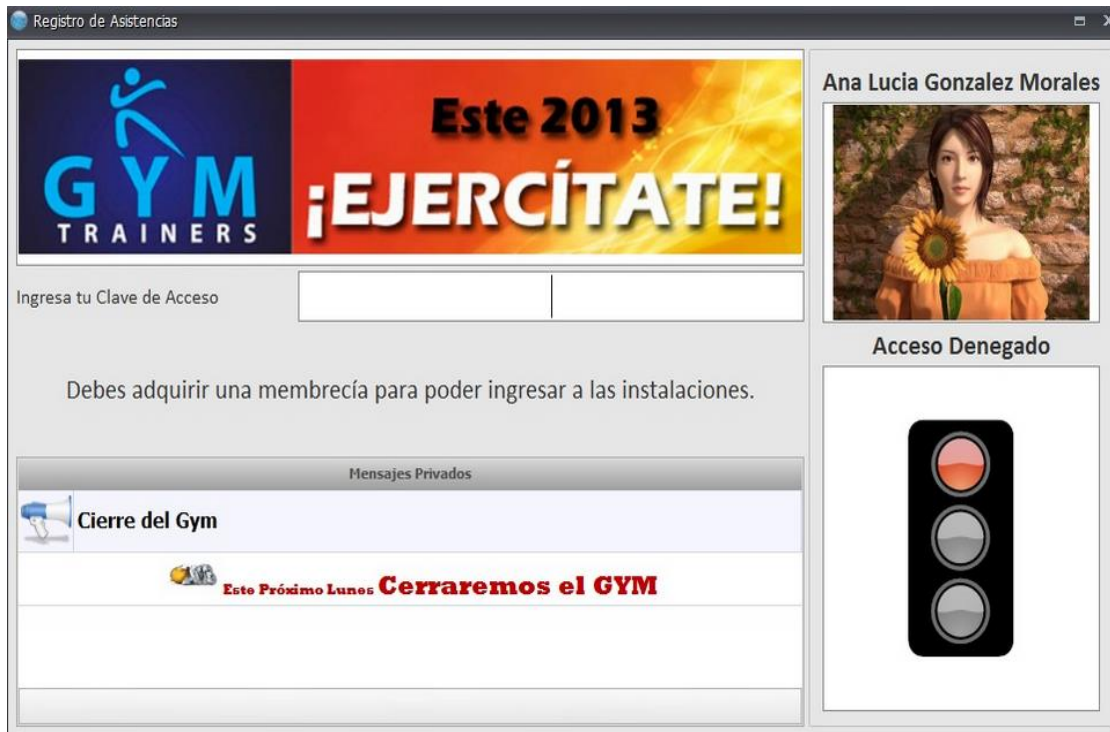 Registro de Asistencias
GYM
TRAINERS
Este 2013
¡EJERCÍTATE!
Ingresa tu Clave de Acceso
Debes adquirir una membrecía para poder ingresar a las instalaciones.
Mensajes Privados
Cierre del Gym
Este Próximo Lunes Cerraremos el GYM
Ana Lucia Gonzalez Morales
Acceso Denegado